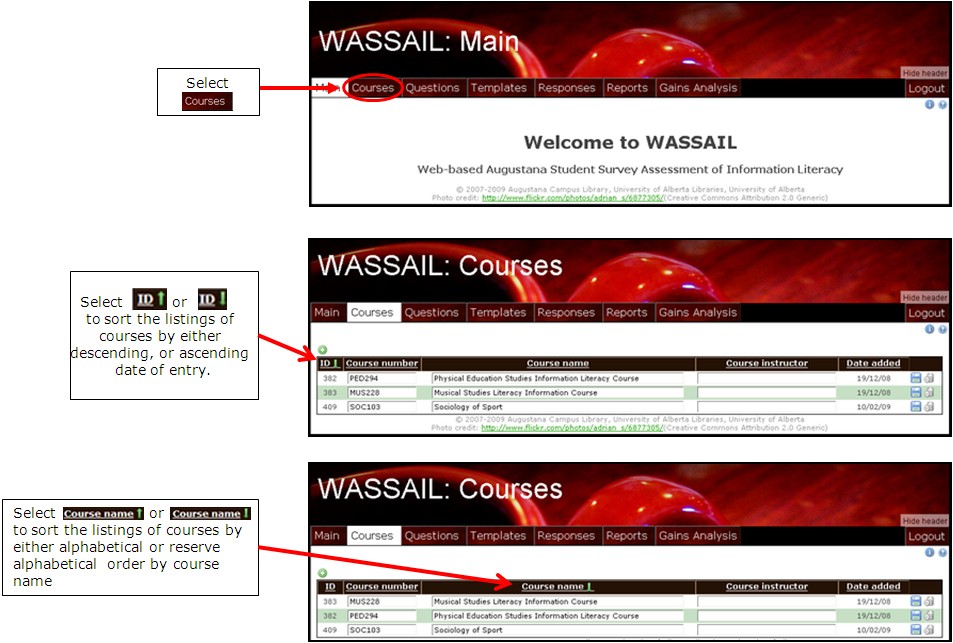 WASSAIL: Main
Hide header
Select
Courses
Main Courses Questions Templates Responses Reports Gains Analysis Logout
Welcome to WASSAIL
Web-based Augustana Student Survey Assessment of Information Literacy
© 2007-2009 Augustana Campus Library, University of Alberta Libraries, University of Alberta
Photo credit: http://www.flickr.com/photos/adrian_s/6877305/(Creative Commons Attribution 2.0 Generic)
WASSAIL: Courses
Hide header
Main Courses Questions Templates Responses Reports Gains Analysis Logout
Select ID or ID
to sort the listings of
courses by either
descending, or ascending
date of entry.
ID Course number Course name Course instructor Date added
382 PED294 Physical Education Studies Information Literacy Course 19/12/08
383 MUS228 Musical Studies Literacy Information Course 19/12/08
409 SOC103 Sociology of Sport 10/02/09
© 2007-2009 Augustana Campus Library, University of Alberta Libraries, University of Alberta
Photo credit: http://www.flickr.com/photos/adrian_s/6877305/(Creative Commons Attribution 2.0 Generic)
WASSAIL: Courses
Hide header
Main Courses Questions Templates Responses Reports Gains Analysis Logout
Select Course name or Course name
to sort the listings of courses by
either alphabetical or reserve
alphabetical order by course
name
ID Course number Course name Course instructor Date added
383 MUS228 Musical Studies Literacy Information Course 19/12/08
382 PED294 Physical Education Studies Information Literacy Course 19/12/08
409 SOC103 Sociology of Sport 10/02/09